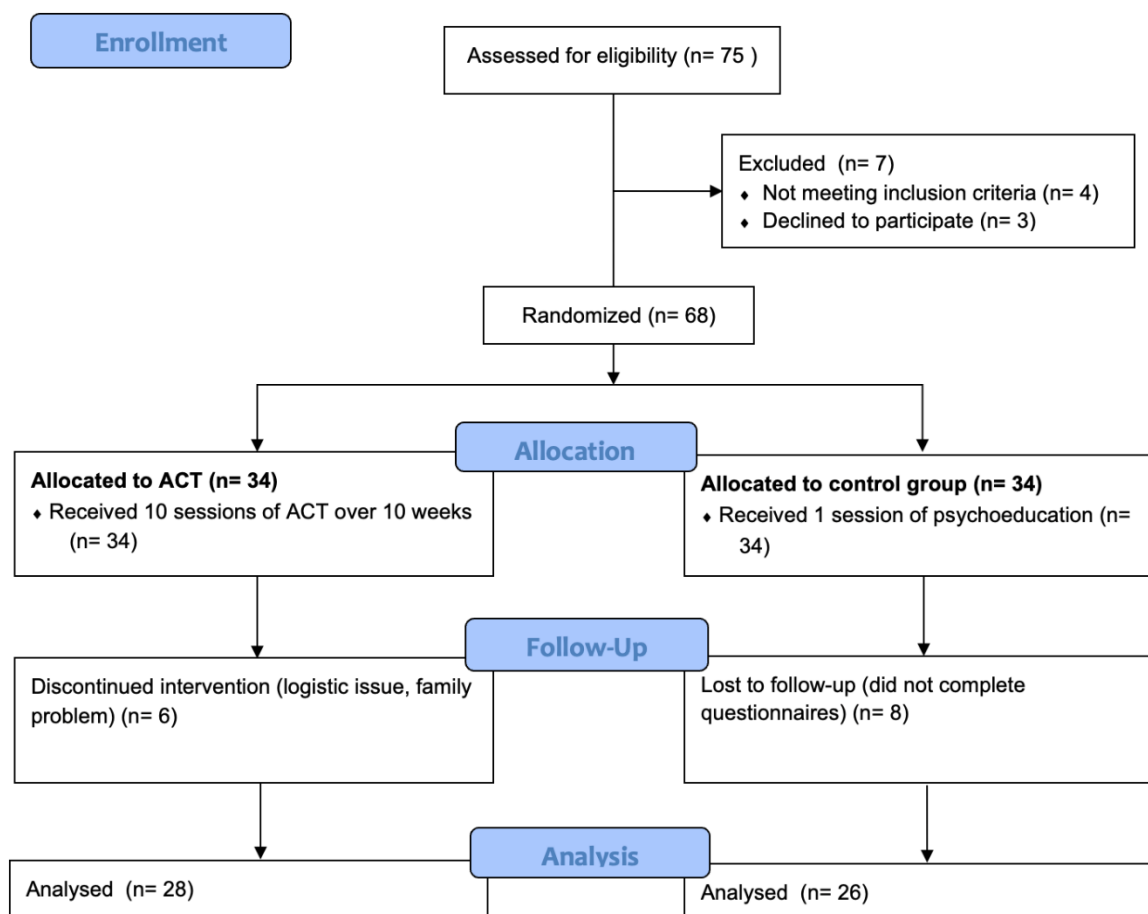 Enrollment
Assessed for eligibility (n= 75 )
Excluded (n= 7)
♦ Not meeting inclusion criteria (n= 4)
♦ Declined to participate (n= 3)
Randomized (n= 68)
Allocation
Allocated to ACT (n= 34)
♦ Received 10 sessions of ACT over 10 weeks
(n= 34)
Allocated to control group (n= 34)
♦ Received 1 session of psychoeducation (n=
34)
Follow-Up
Discontinued intervention (logistic issue, family
problem) (n= 6)
Lost to follow-up (did not complete
questionnaires) (n= 8)
Analysis
Analysed (n= 28)
Analysed (n= 26)